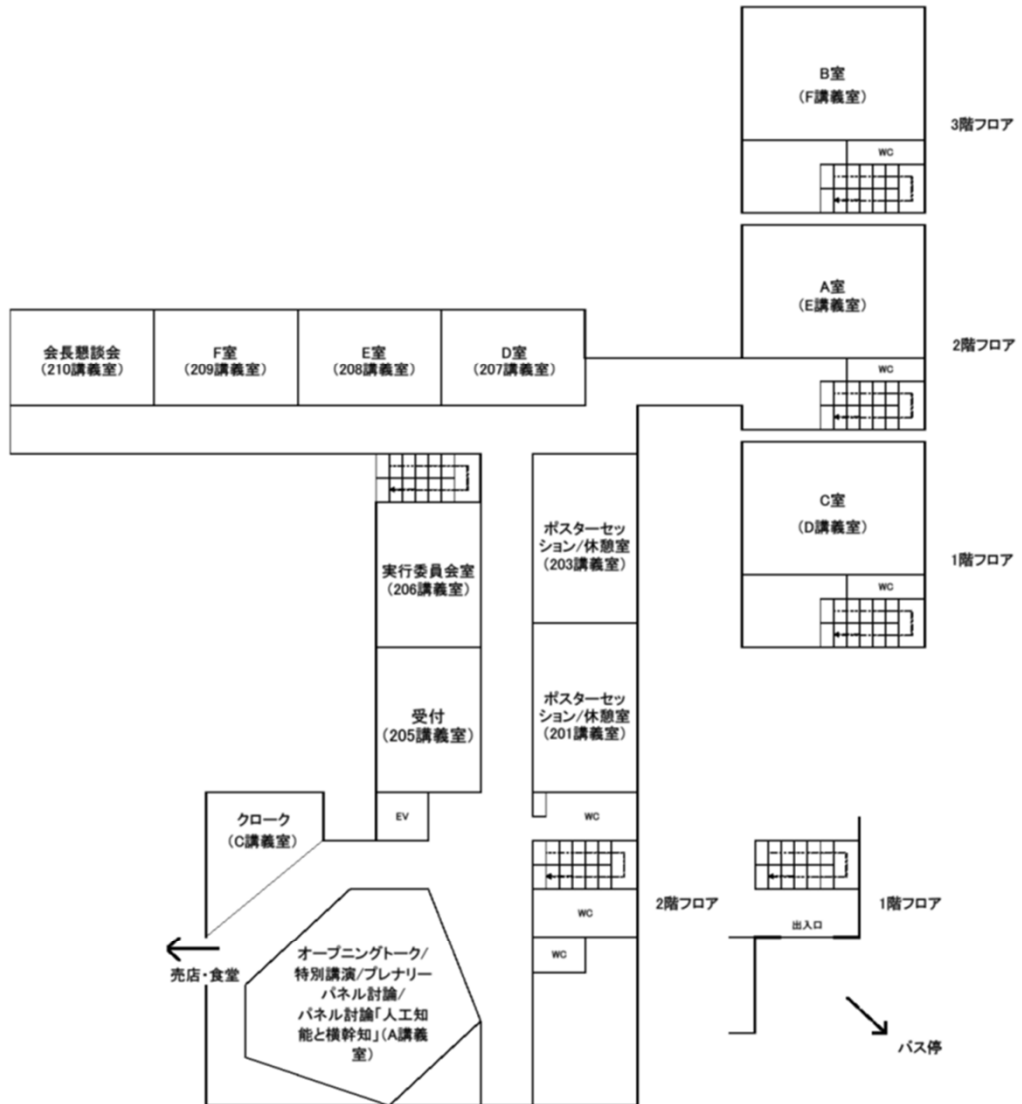 B室
(F講義室)
WC
3階フロア
A室
(E講義室)
WC
2階フロア
会長懇談会
(210講義室)
F室
(209講義室)
E室
(208講義室)
D室
(207講義室)
C室
(D講義室)
WC
1階フロア
ポスターセッ
ション/休憩室
(203講義室)
実行委員会室
(206講義室)
ポスターセッ
ション/休憩室
(201講義室)
受付
(205講義室)
クローク
(C講義室)
EV
WC
2階フロア
WC
WC
1階フロア
出入口
売店・食堂
オープニングトーク/
特別講演/プレナリー
パネル討論/
パネル討論「人工知
能と横幹知」(A講義
室)
バス停